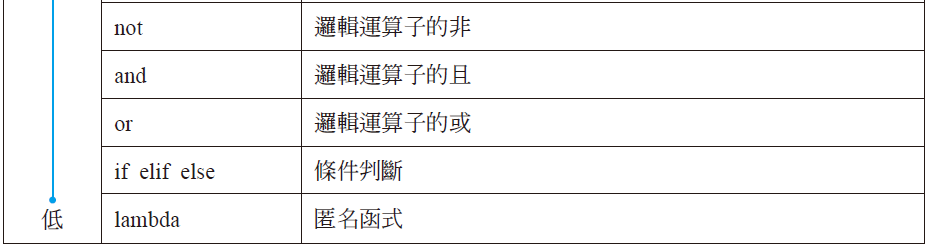 not 邏輯運算子的非
and 邏輯運算子的且
or 邏輯運算子的或
if elif else 條件判斷
低 lambda 匿名函式